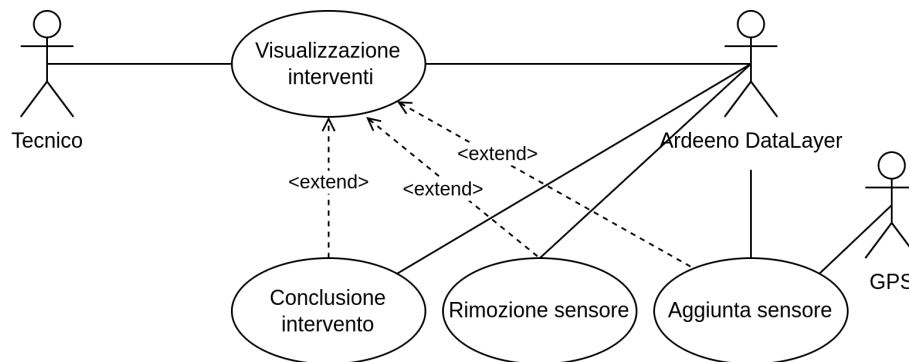 Visualizzazione
interventi
Tecnico
Ardeeno DataLayer
<extend>
<extend>
<extend>
GPS
Conclusione
intervento
Rimozione sensore
Aggiunta sensore